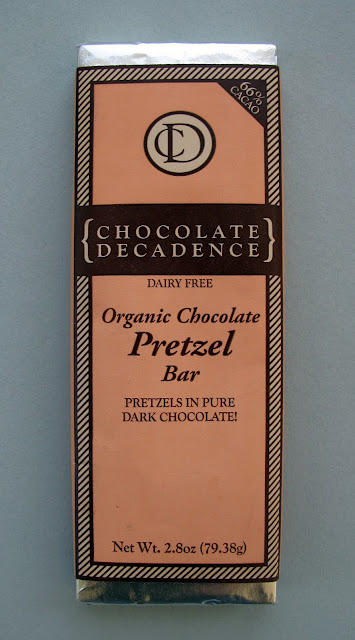 66%
CACAO
CD
{CHOCOLATE
DECADENCE}
DAIRY FREE
Organic Chocolate
Pretzel
Bar
PRETZELS IN PURE
DARK CHOCOLATE!
Net Wt. 2.8oz (79.38g)